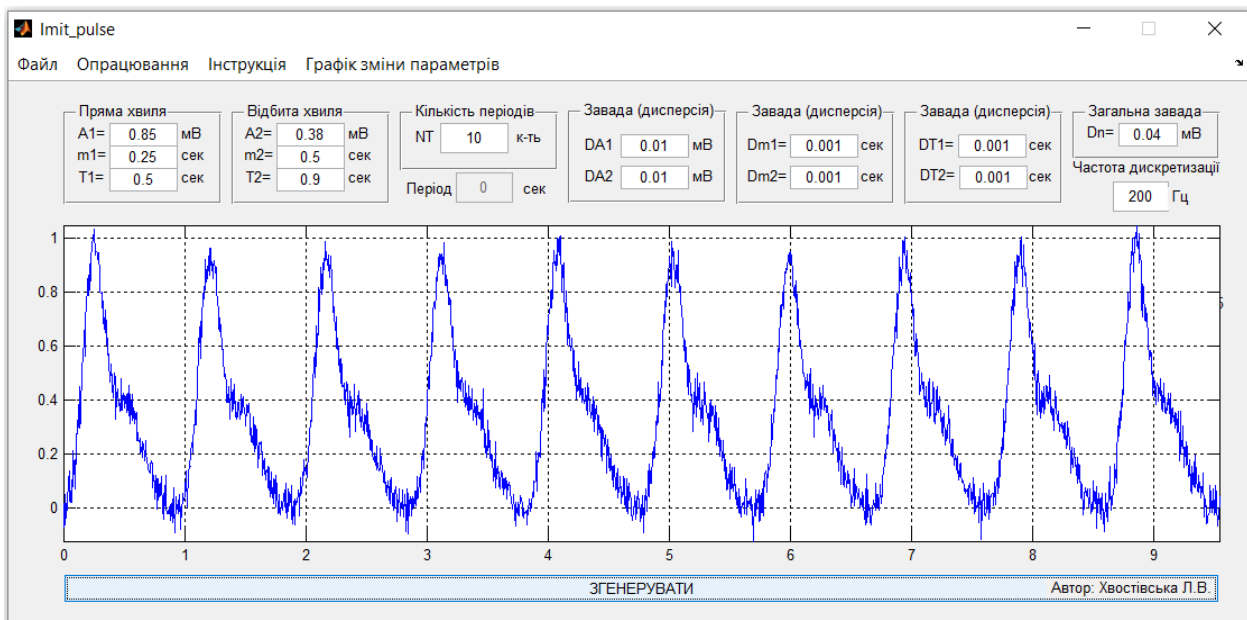 Imit_pulse
Файл Опрацювання Інструкція Графік зміни параметрів
Пряма хвиля Відбита хвиля Кількість періодів Завада (дисперсія) Завада (дисперсія) Завада (дисперсія) Загальна завада
A1= 0.85 мВ A2= 0.38 мВ NT 10 к-ть DA1 0.01 мВ Dm1= 0.001 сек DT1= 0.001 сек Dn= 0.04 мВ
m1= 0.25 сек m2= 0.5 сек
T1= 0.5 сек T2= 0.9 сек Період 0 сек DA2 0.01 мВ Dm2= 0.001 сек DT2= 0.001 сек Частота дискретизації
200 Гц
1
0.8
0.6
0.4
0.2
0
0 1 2 3 4 5 6 7 8 9
ЗГЕНЕРУВАТИ Автор: Хвостівська Л.В.